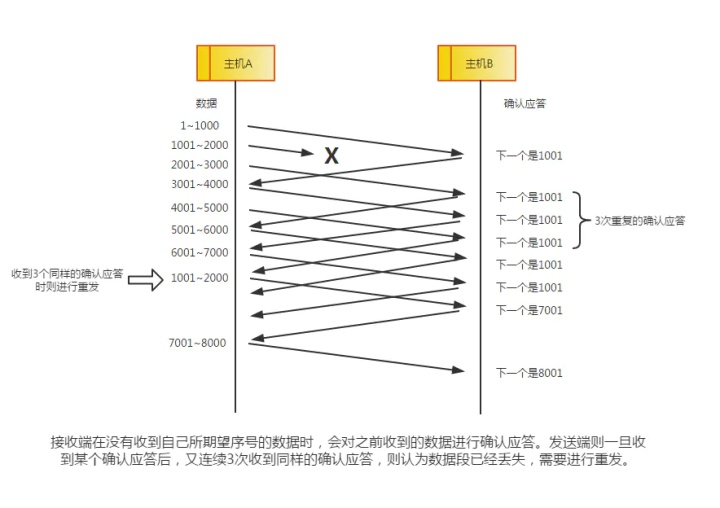 主机A
主机B
数据
确认应答
1~1000
1001~2000
X
下一个是1001
2001~3000
3001~4000
下一个是1001
4001~5000
下一个是1001
3次重复的确认应答
5001~6000
下一个是1001
6001~7000
下一个是1001
收到3个同样的确认应答
时则进行重发
1001~2000
下一个是1001
下一个是7001
7001~8000
下一个是8001
接收端在没有收到自己所期望序号的数据时，会对之前收到的数据进行确认应答。发送端则一旦收
到某个确认应答后，又连续3次收到同样的确认应答，则认为数据段已经丢失，需要进行重发。